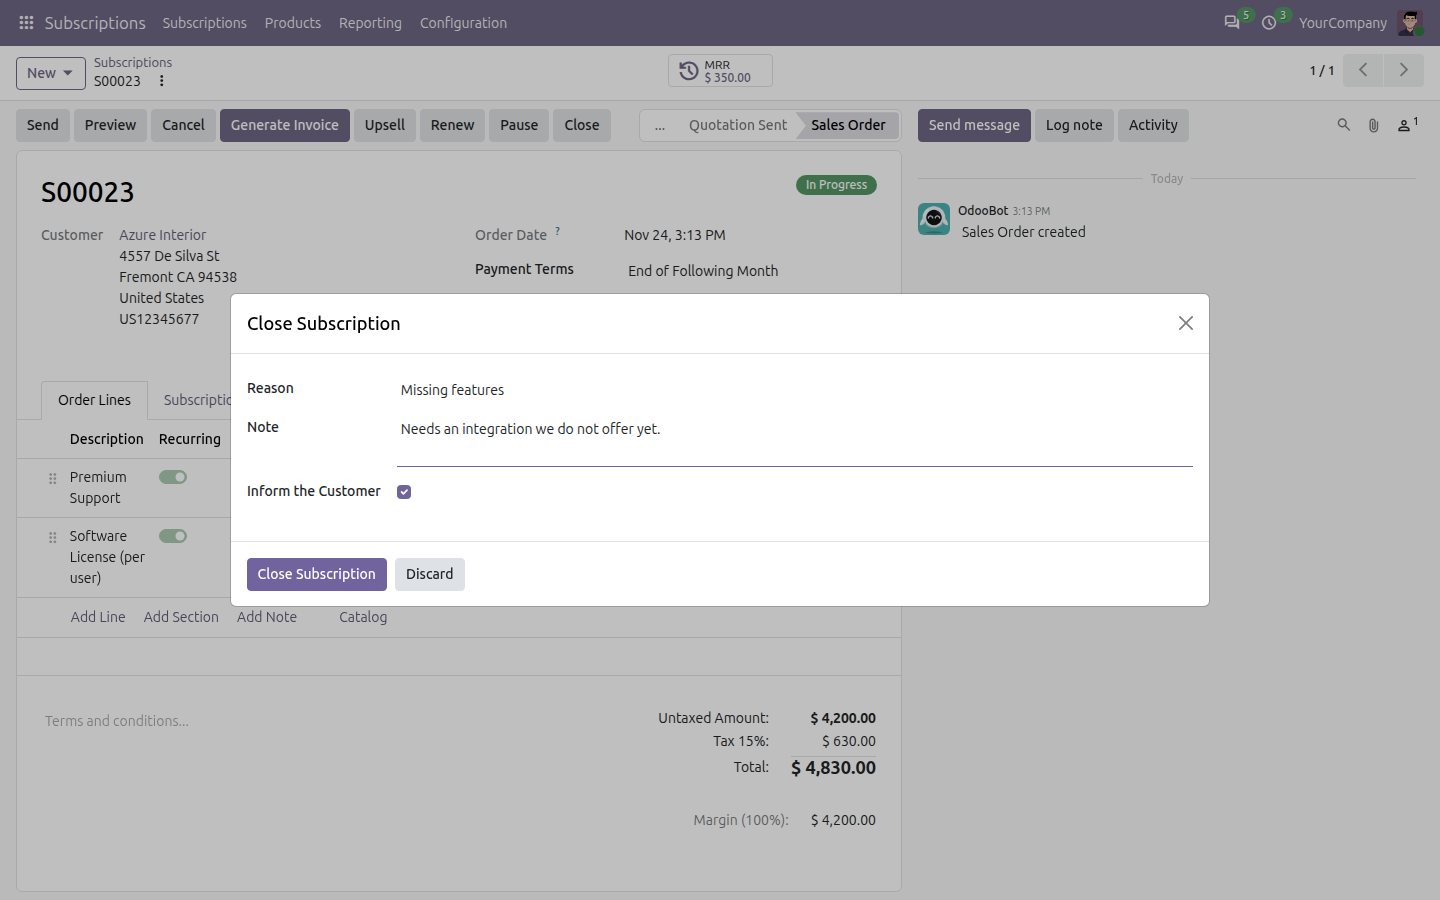 Subscriptions Subscriptions Products Reporting Configuration 5 3 YourCompany
New Subscriptions
S00023
MRR
$ 350.00
1 / 1
Send Preview Cancel Generate Invoice Upsell Renew Pause Close ... Quotation Sent Sales Order Send message Log note Activity 1
S00023
In Progress
Today
OdooBot 3:13 PM
Sales Order created
Customer Azure Interior
4557 De Silva St
Fremont CA 94538
United States
US12345677
Order Date ? Nov 24, 3:13 PM
Payment Terms End of Following Month
Close Subscription
Reason Missing features
Note Needs an integration we do not offer yet.
Inform the Customer
Close Subscription Discard
Order Lines Subscriptio
Description Recurring
Premium
Support
Software
License (per
user)
Add Line Add Section Add Note Catalog
Terms and conditions...
Untaxed Amount: $ 4,200.00
Tax 15%: $ 630.00
Total: $ 4,830.00
Margin (100%): $ 4,200.00